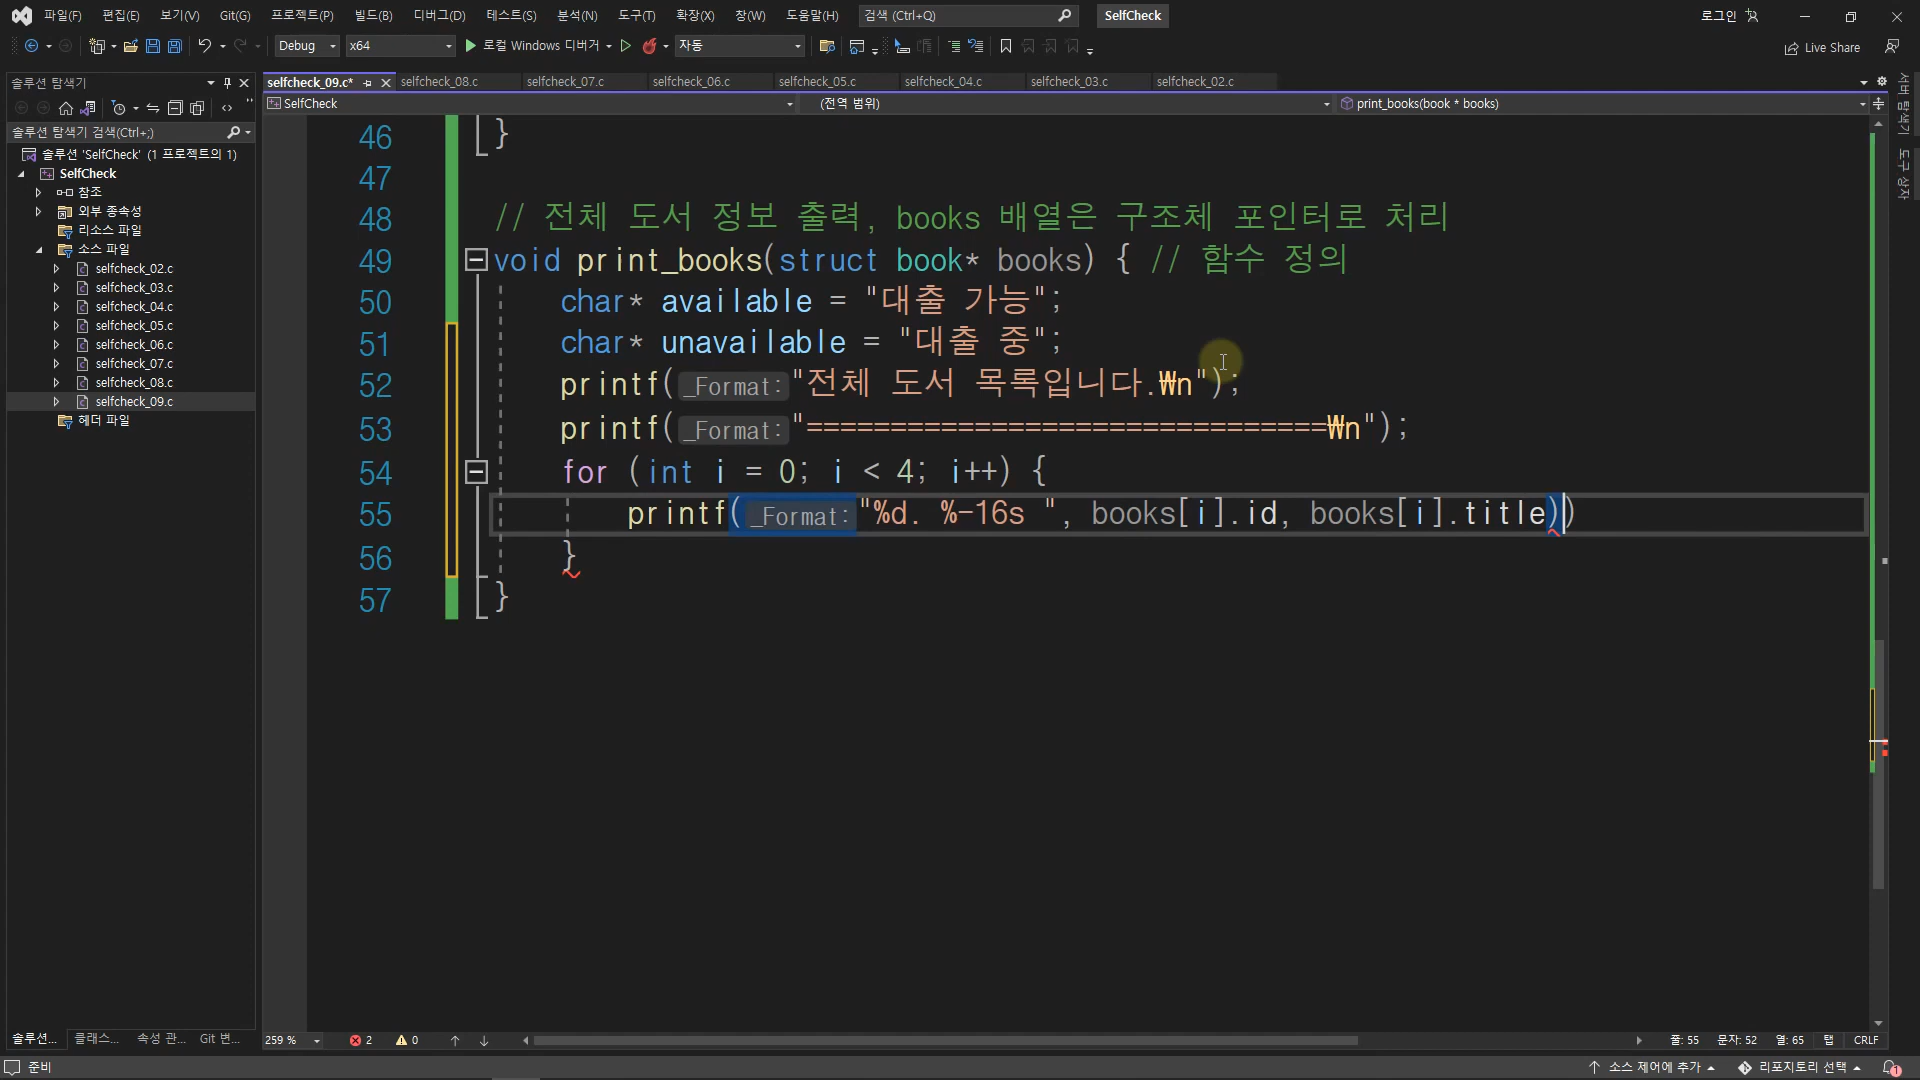 파일(F) 편집(E) 보기(V) Git(G) 프로젝트(P) 빌드(B) 디버그(D) 테스트(S) 분석(N) 도구(T) 확장(X) 창(W) 도움말(H) 검색 (Ctrl+Q) SelfCheck 로그인
Debug x64 로컬 Windows 디버거 자동 Live Share
솔루션 탐색기 selfcheck_09.c* selfcheck_08.c selfcheck_07.c selfcheck_06.c selfcheck_05.c selfcheck_04.c selfcheck_03.c selfcheck_02.c
SelfCheck (전역 범위) print_books(book * books)
솔루션 탐색기 검색(Ctrl+;)
솔루션 'SelfCheck' (1 프로젝트의 1)
SelfCheck
참조
외부 종속성
리소스 파일
소스 파일
selfcheck_02.c
selfcheck_03.c
selfcheck_04.c
selfcheck_05.c
selfcheck_06.c
selfcheck_07.c
selfcheck_08.c
selfcheck_09.c
헤더 파일
46 }
47
48 // 전체 도서 정보 출력, books 배열은 구조체 포인터로 처리
49 void print_books(struct book* books) { // 함수 정의
50 char* available = "대출 가능";
51 char* unavailable = "대출 중";
52 printf(_Format:"전체 도서 목록입니다.₩n");
53 printf(_Format:"===============================₩n");
54 for (int i = 0; i < 4; i++) {
55 printf(_Format:"%d. %-16s ", books[i].id, books[i].title))
56 }
57 }
서버 탐색기
도구 상자
솔루션... 클래스... 속성 관... Git 변... 259 % 2 0 줄: 55 문자: 52 열: 65 탭 CRLF
준비 소스 제어에 추가 리포지토리 선택 1